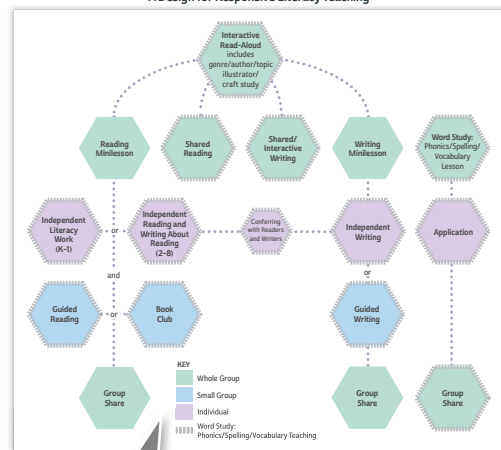 A Design for Responsive Literacy Teaching
Interactive
Read-Aloud
includes
genre/author/topic
illustrator/
craft study
Reading
Minilesson
Shared
Reading
Shared/
Interactive
Writing
Writing
Minilesson
Word Study:
Phonics/Spelling/
Vocabulary
Lesson
Independent
Literacy
Work
(K–1)
or
Independent
Reading and
Writing About
Reading
(2–8)
Conferring
with Readers
and Writers
Independent
Writing
Application
and
or
Guided
Reading
or
Book
Club
Guided
Writing
Group
Share
KEY
Whole Group
Small Group
Individual
Word Study:
Phonics/Spelling/Vocabulary Teaching
Group
Share
Group
Share